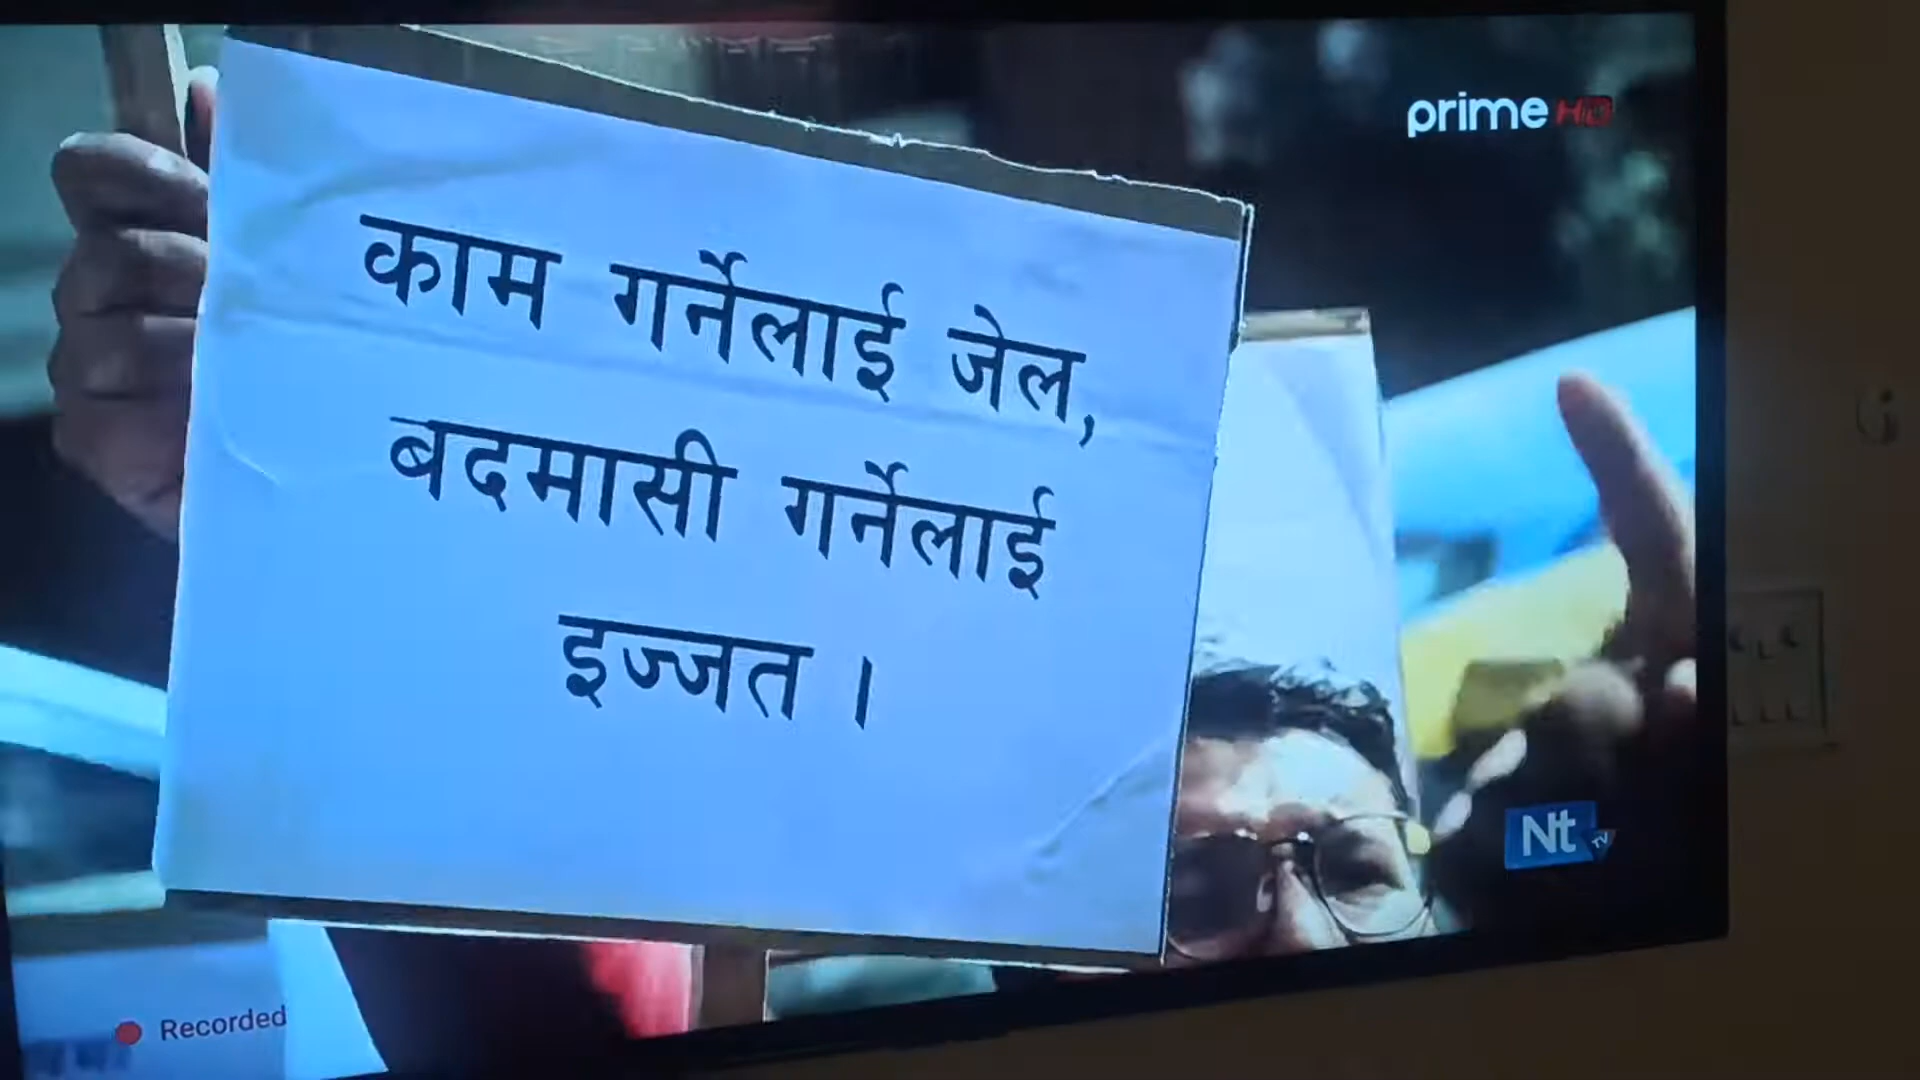 prime HD
काम गर्नेलाई जेल,
बदमासी गर्नेलाई
इज्जत ।
Nt TV
Recorded